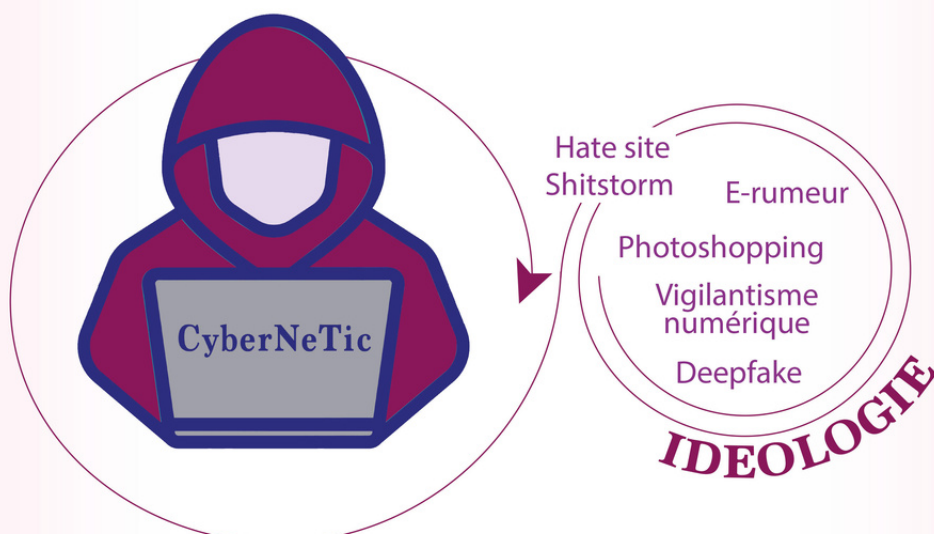 CyberNeTic
Hate site
Shitstorm
E-rumeur
Photoshopping
Vigilantisme
numérique
Deepfake
IDEOLOGIE